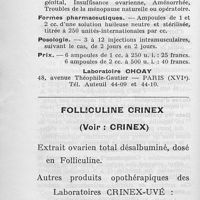 génital, Insuffisance ovarienne, Aménorrhée,
Troubles de la ménopause naturelle ou opératoire.
Formes pharmaceutiques. — Ampoules de 1 et
2 cc. d'une solution huileuse neutre et stérilisée,
titrée à 250 unités-internationales par cc.
Posologie. — 3 à 12 injections intramusculaires,
suivant le cas, de 2 jours en 2 jours.
Prix. — 6 ampoules de 1 cc. à 250 u. i. : 25 francs.
6 ampoules de 2 cc. à 500 u. i. : 40 francs.
Laboratoire CHOAY
48, avenue Théophile-Gautier — PARIS (XVIe).
Tél. Auteuil 44-09 et 44-10.
FOLLICULINE CRINEX
(Voir : CRINEX)
Extrait ovarien total désalbuminé, dosé
en Folliculine.
Autres produits opothérapiques des
Laboratoires CRINEX-UVÉ :